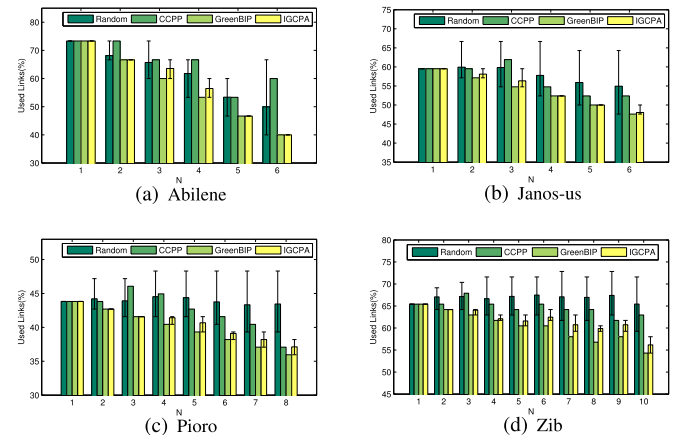 Random CCPP GreenBIP IGCPA
Used Links(%)
80
70
60
50
40
30
1 2 3 4 5 6
N
(a) Abilene
Random CCPP GreenBIP IGCPA
Used Links(%)
75
70
65
60
55
50
45
40
35
1 2 3 4 5 6
N
(b) Janos-us
Random CCPP GreenBIP IGCPA
Used Links(%)
50
45
40
35
30
1 2 3 4 5 6 7 8
N
(c) Pioro
Random CCPP GreenBIP IGCPA
Used Links(%)
80
75
70
65
60
55
50
45
1 2 3 4 5 6 7 8 9 10
N
(d) Zib